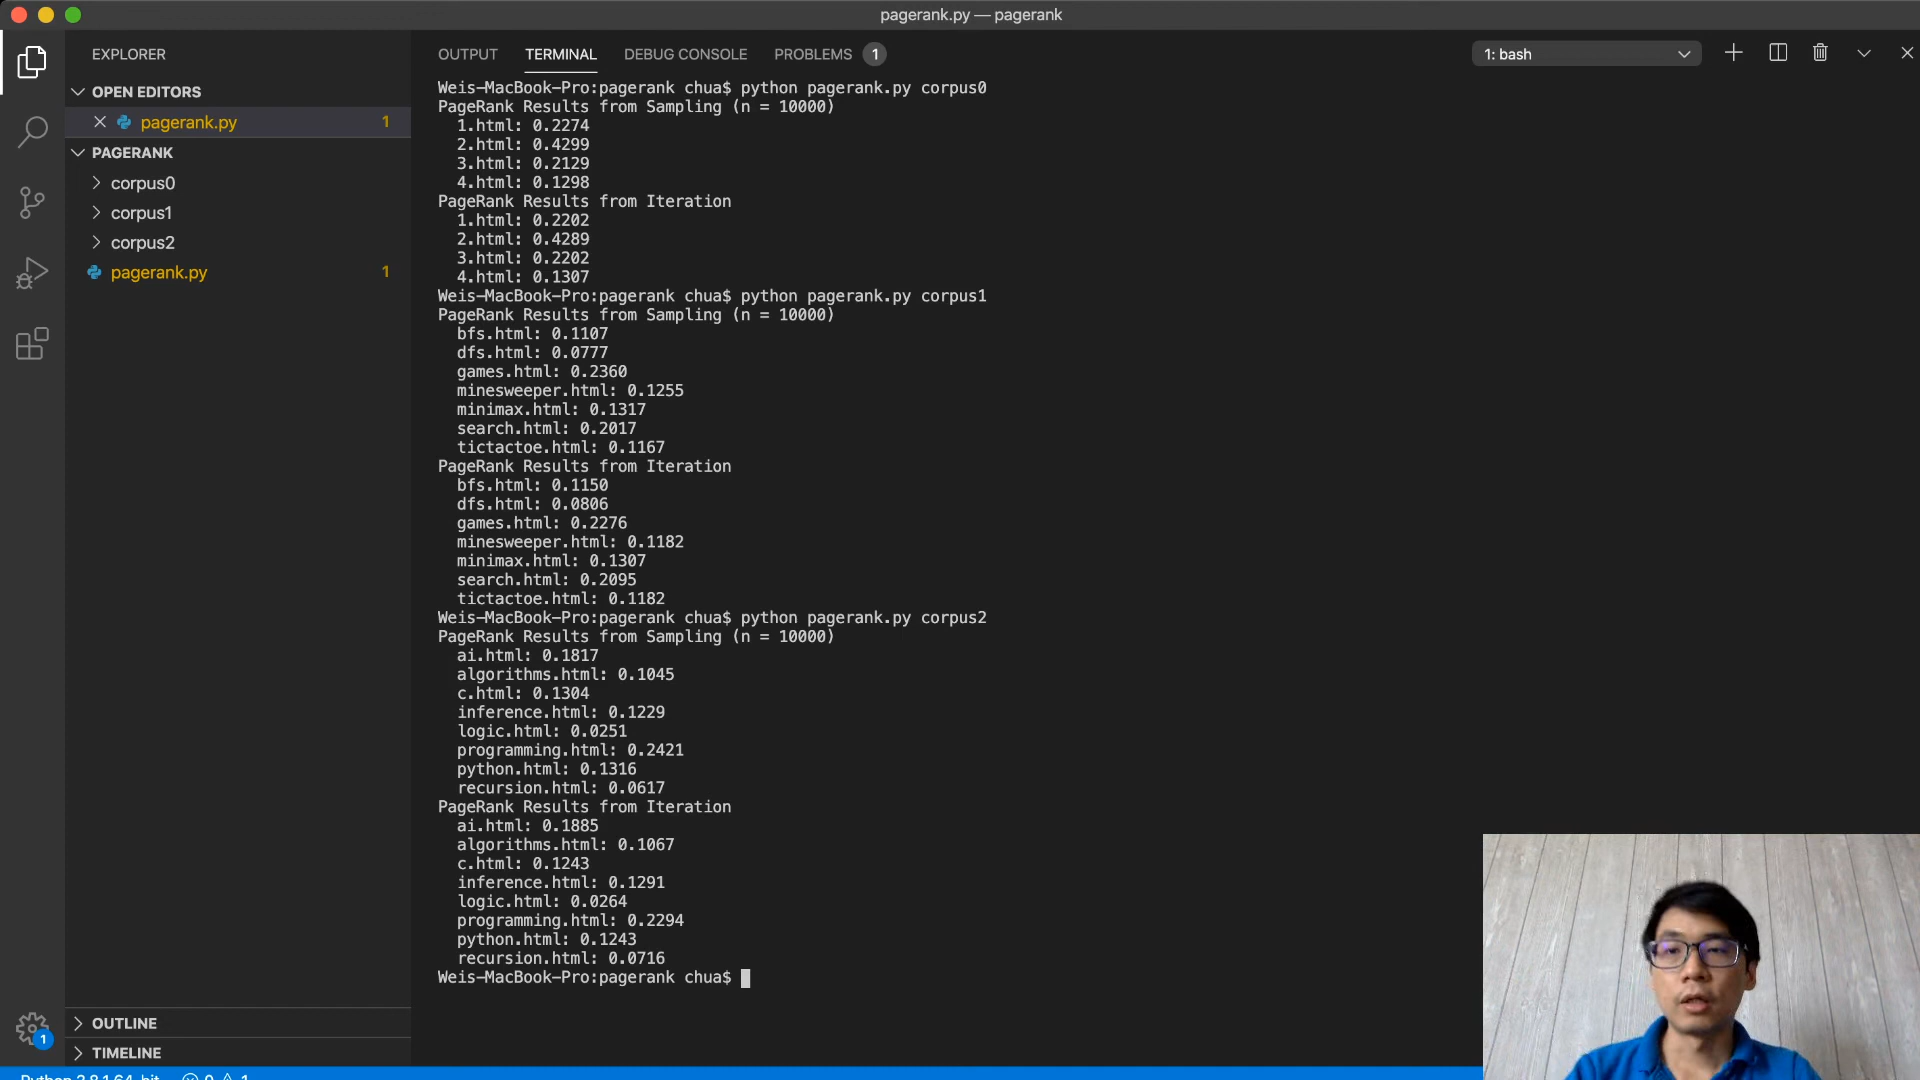 pagerank.py — pagerank
EXPLORER
OPEN EDITORS
pagerank.py 1
PAGERANK
corpus0
corpus1
corpus2
pagerank.py 1
OUTLINE
TIMELINE
1
OUTPUT TERMINAL DEBUG CONSOLE PROBLEMS 1
1: bash
Weis-MacBook-Pro:pagerank chua$ python pagerank.py corpus0
PageRank Results from Sampling (n = 10000)
1.html: 0.2274
2.html: 0.4299
3.html: 0.2129
4.html: 0.1298
PageRank Results from Iteration
1.html: 0.2202
2.html: 0.4289
3.html: 0.2202
4.html: 0.1307
Weis-MacBook-Pro:pagerank chua$ python pagerank.py corpus1
PageRank Results from Sampling (n = 10000)
bfs.html: 0.1107
dfs.html: 0.0777
games.html: 0.2360
minesweeper.html: 0.1255
minimax.html: 0.1317
search.html: 0.2017
tictactoe.html: 0.1167
PageRank Results from Iteration
bfs.html: 0.1150
dfs.html: 0.0806
games.html: 0.2276
minesweeper.html: 0.1182
minimax.html: 0.1307
search.html: 0.2095
tictactoe.html: 0.1182
Weis-MacBook-Pro:pagerank chua$ python pagerank.py corpus2
PageRank Results from Sampling (n = 10000)
ai.html: 0.1817
algorithms.html: 0.1045
c.html: 0.1304
inference.html: 0.1229
logic.html: 0.0251
programming.html: 0.2421
python.html: 0.1316
recursion.html: 0.0617
PageRank Results from Iteration
ai.html: 0.1885
algorithms.html: 0.1067
c.html: 0.1243
inference.html: 0.1291
logic.html: 0.0264
programming.html: 0.2294
python.html: 0.1243
recursion.html: 0.0716
Weis-MacBook-Pro:pagerank chua$
Python 3.8.1 64-bit 0 1